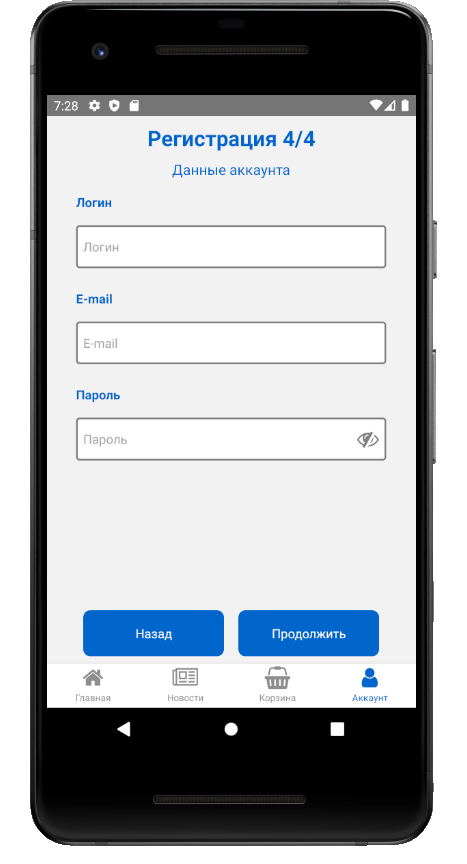 7:28
Регистрация 4/4
Данные аккаунта
Логин
Логин
E-mail
E-mail
Пароль
Пароль
Назад Продолжить
Главная Новости Корзина Аккаунт